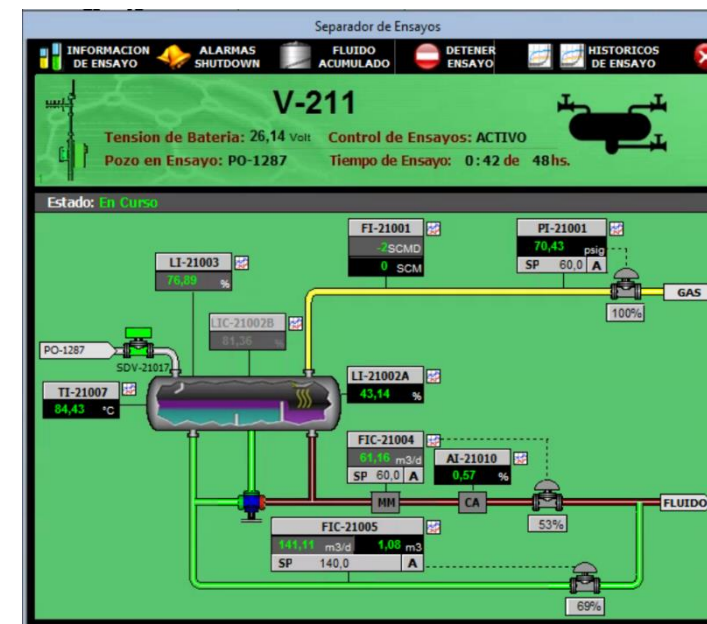 Separador de Ensayos
INFORMACION DE ENSAYO
ALARMAS SHUTDOWN
FLUIDO ACUMULADO
DETENER ENSAYO
HISTORICOS DE ENSAYO
V-211
Tension de Bateria: 26,14 Volt Control de Ensayos: ACTIVO
Pozo en Ensayo: PO-1287 Tiempo de Ensayo: 0:42 de 48 hs.
Estado: En Curso
FI-21001
-2 SCMD
0 SCM
PI-21001
70,43 psig
SP 60,0 A
100%
GAS
LI-21003
76,89 %
LIC-21002B
81,36 %
PO-1287
SDV-21017
TI-21007
84,43 °C
LI-21002A
43,14 %
FIC-21004
61,16 m3/d
SP 60,0 A
AI-21010
0,57 %
MM
CA
53%
FLUIDO
FIC-21005
141,11 m3/d 1,08 m3
SP 140,0 A
69%